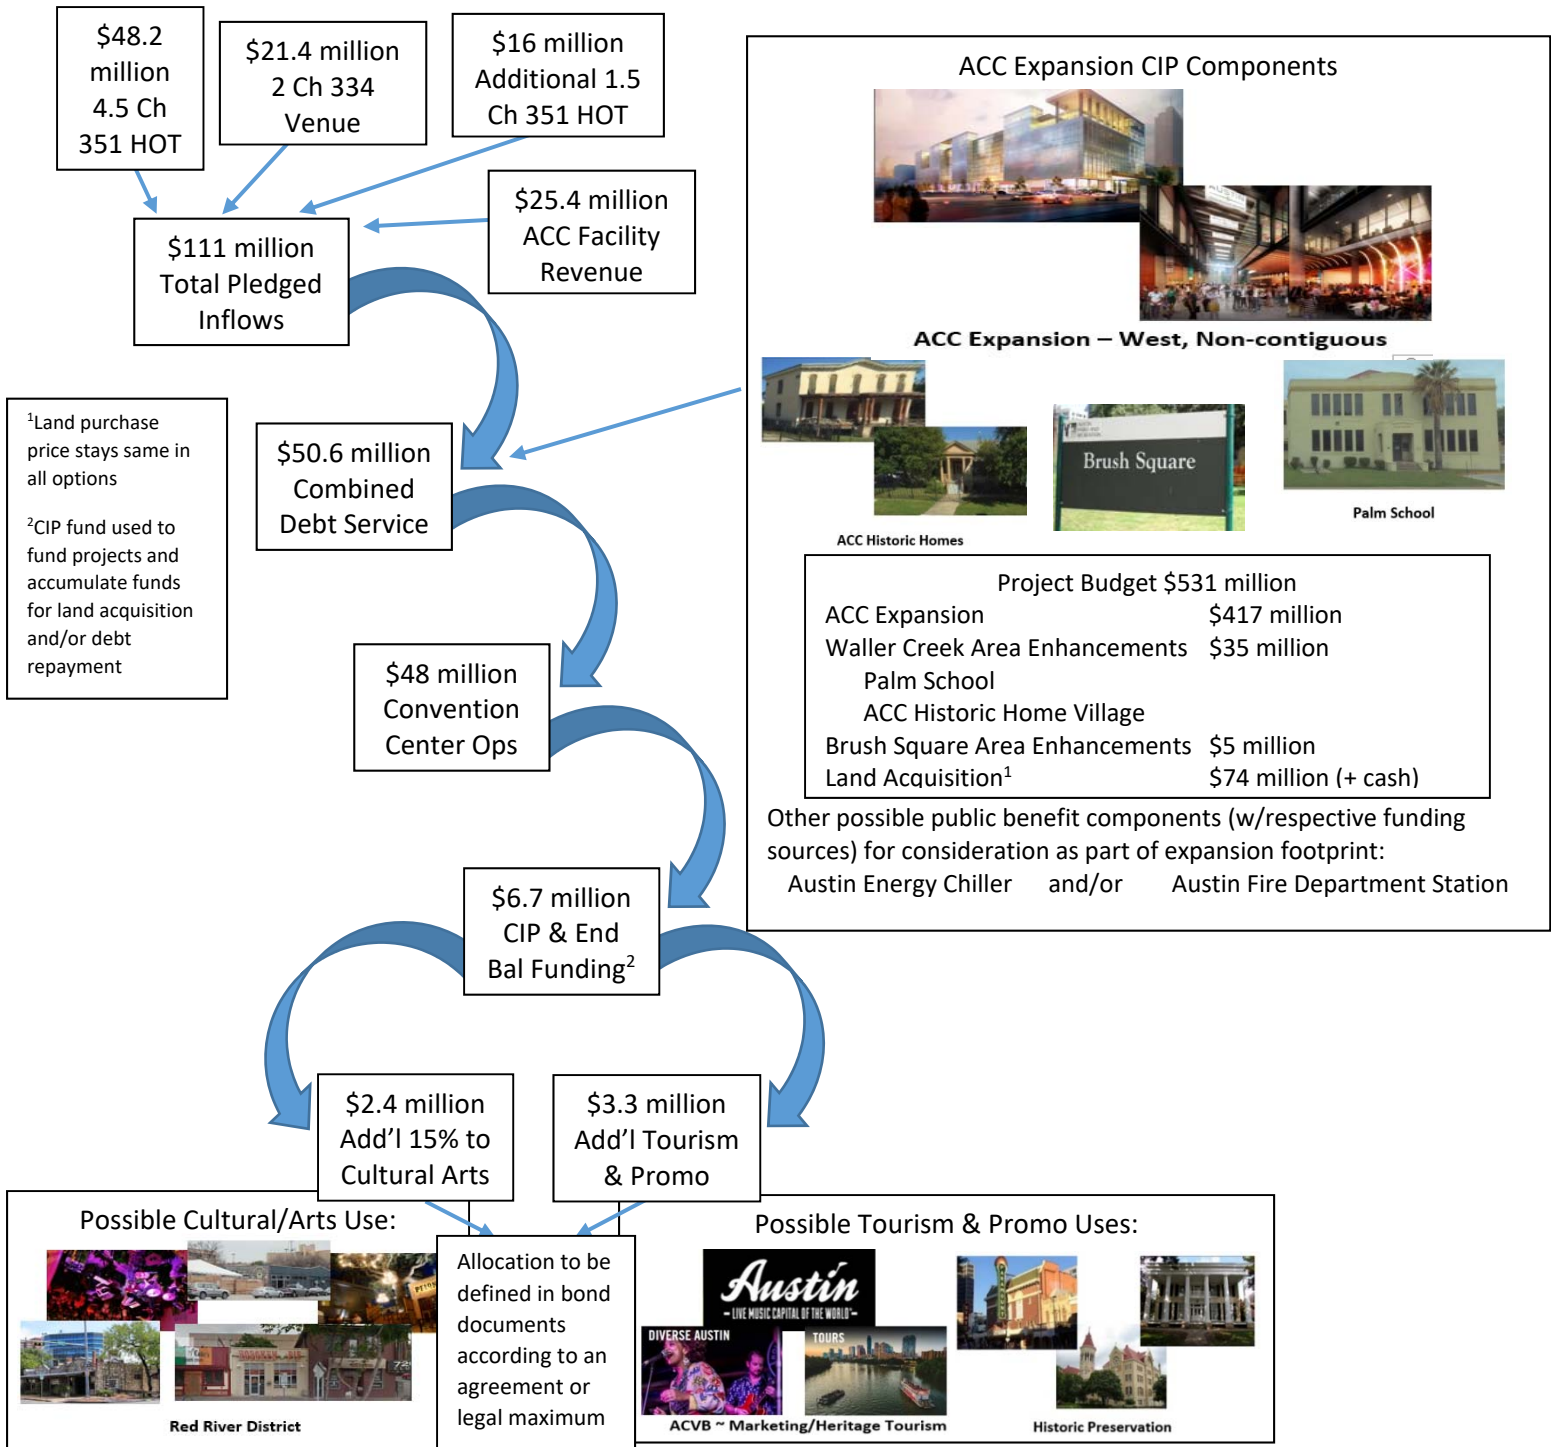 $48.2
million
4.5 Ch
351 HOT
$21.4 million
2 Ch 334
Venue
$16 million
Additional 1.5
Ch 351 HOT
$25.4 million
ACC Facility
Revenue
$111 million
Total Pledged
Inflows
¹Land purchase
price stays same in
all options
²CIP fund used to
fund projects and
accumulate funds
for land acquisition
and/or debt
repayment
$50.6 million
Combined
Debt Service
$48 million
Convention
Center Ops
$6.7 million
CIP & End
Bal Funding²
$2.4 million
Add’l 15% to
Cultural Arts
$3.3 million
Add’l Tourism
& Promo
ACC Expansion CIP Components
ACC Expansion – West, Non-contiguous
ACC Historic Homes
Brush Square
Palm School
Project Budget $531 million
ACC Expansion $417 million
Waller Creek Area Enhancements $35 million
Palm School
ACC Historic Home Village
Brush Square Area Enhancements $5 million
Land Acquisition¹ $74 million (+ cash)
Other possible public benefit components (w/respective funding
sources) for consideration as part of expansion footprint:
Austin Energy Chiller and/or Austin Fire Department Station
Possible Cultural/Arts Use:
Red River District
Allocation to be
defined in bond
documents
according to an
agreement or
legal maximum
Possible Tourism & Promo Uses:
Austin
LIVE MUSIC CAPITAL OF THE WORLD
DIVERSE AUSTIN
TOURS
ACVB ~ Marketing/Heritage Tourism
Historic Preservation